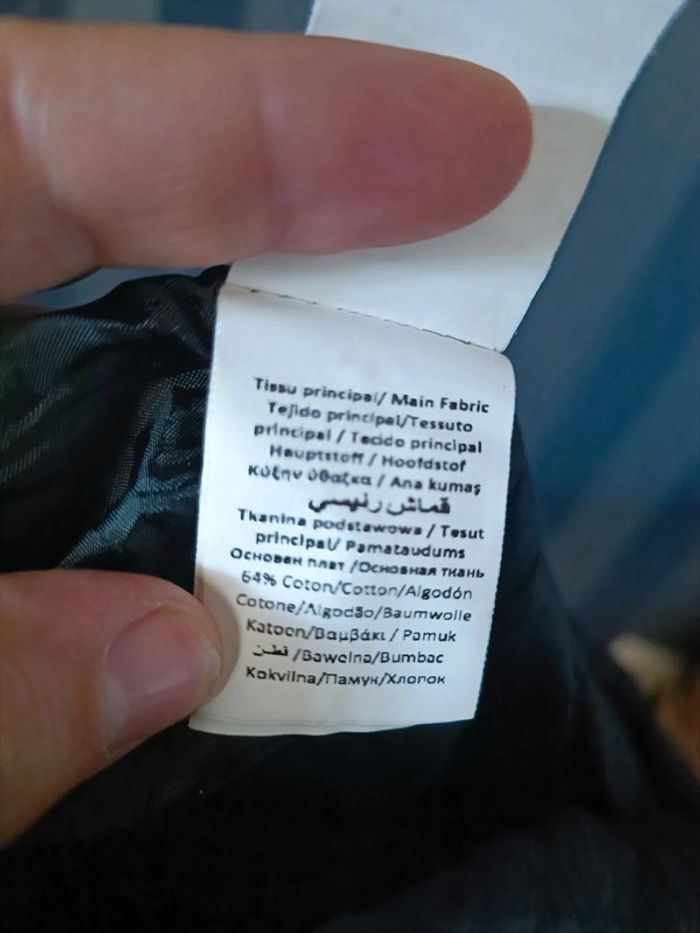 Tissu principal/ Main Fabric
Tejido principal/Tessuto
principal / Tecido principal
Hauptstoff / Hoofdstof
Κύξην ύθαζκα / Ana kumaş
قماش رئيسي
Tkanina podstawowa / Tesut
principal/ Pamataudums
Основен плат /Основная ткань
64% Coton/Cotton/Algodón
Cotone/Algodão/Baumwolle
Katoen/Βαμβάκι / Pamuk
قطن /Bawelna/Bumbac
Kokvilna/Памук/Хлопок